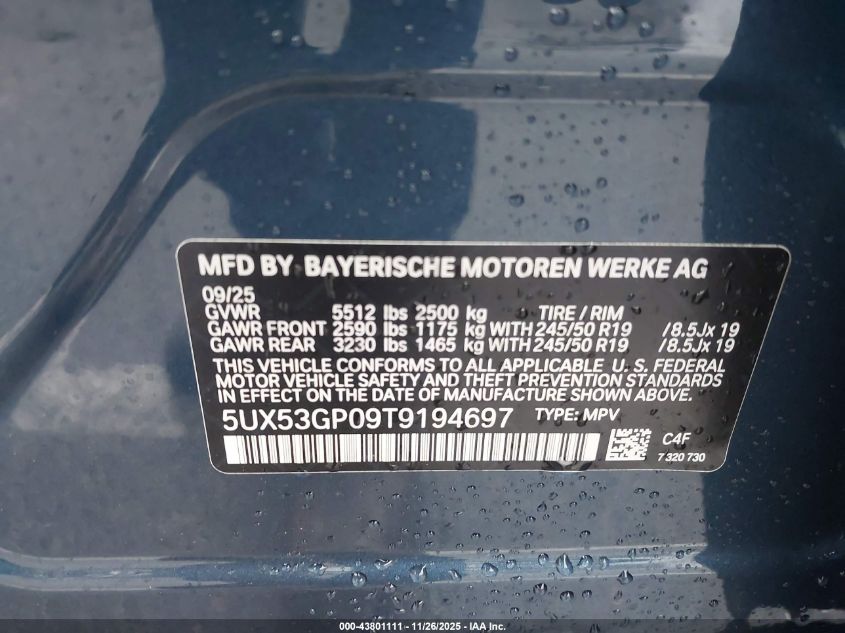 MFD BY BAYERISCHE MOTOREN WERKE AG
09/25
GVWR 5512 lbs 2500 kg TIRE / RIM
GAWR FRONT 2590 lbs 1175 kg WITH 245/50 R19 /8.5Jx 19
GAWR REAR 3230 lbs 1465 kg WITH 245/50 R19 /8.5Jx 19
THIS VEHICLE CONFORMS TO ALL APPLICABLE U. S. FEDERAL
MOTOR VEHICLE SAFETY AND THEFT PREVENTION STANDARDS
IN EFFECT ON THE DATE OF MANUFACTURE SHOWN ABOVE.
5UX53GP09T9194697 TYPE: MPV
C4F
7 320 730
000-43801111 - 11/26/2025 - IAA Inc.